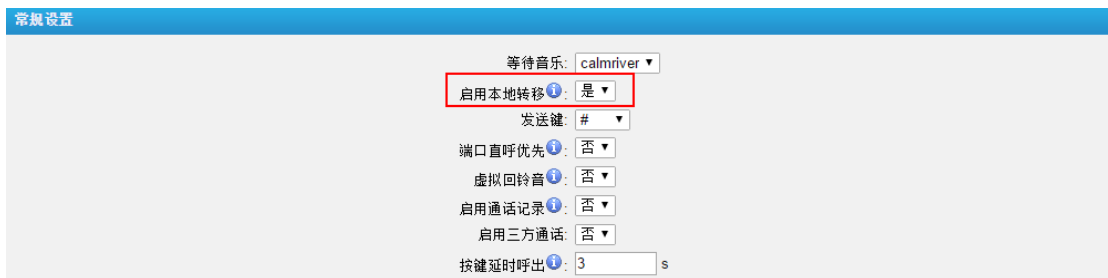 常规设置
等待音乐: calmriver
启用本地转移: 是
发送键: #
端口直呼优先: 否
虚拟回铃音: 否
启用通话记录: 否
启用三方通话: 否
按键延时呼出: 3 s